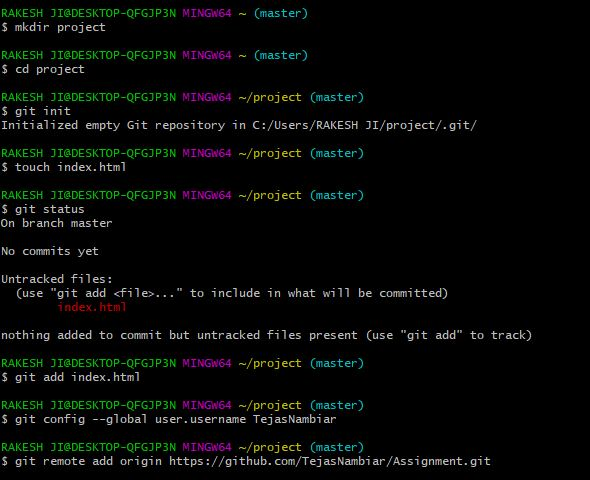 RAKESH JI@DESKTOP-QFGJP3N MINGW64 ~ (master)
$ mkdir project
RAKESH JI@DESKTOP-QFGJP3N MINGW64 ~ (master)
$ cd project
RAKESH JI@DESKTOP-QFGJP3N MINGW64 ~/project (master)
$ git init
Initialized empty Git repository in C:/Users/RAKESH JI/project/.git/
RAKESH JI@DESKTOP-QFGJP3N MINGW64 ~/project (master)
$ touch index.html
RAKESH JI@DESKTOP-QFGJP3N MINGW64 ~/project (master)
$ git status
On branch master
No commits yet
Untracked files:
(use "git add <file>..." to include in what will be committed)
index.html
nothing added to commit but untracked files present (use "git add" to track)
RAKESH JI@DESKTOP-QFGJP3N MINGW64 ~/project (master)
$ git add index.html
RAKESH JI@DESKTOP-QFGJP3N MINGW64 ~/project (master)
$ git config --global user.username TejasNambiar
RAKESH JI@DESKTOP-QFGJP3N MINGW64 ~/project (master)
$ git remote add origin https://github.com/TejasNambiar/Assignment.git